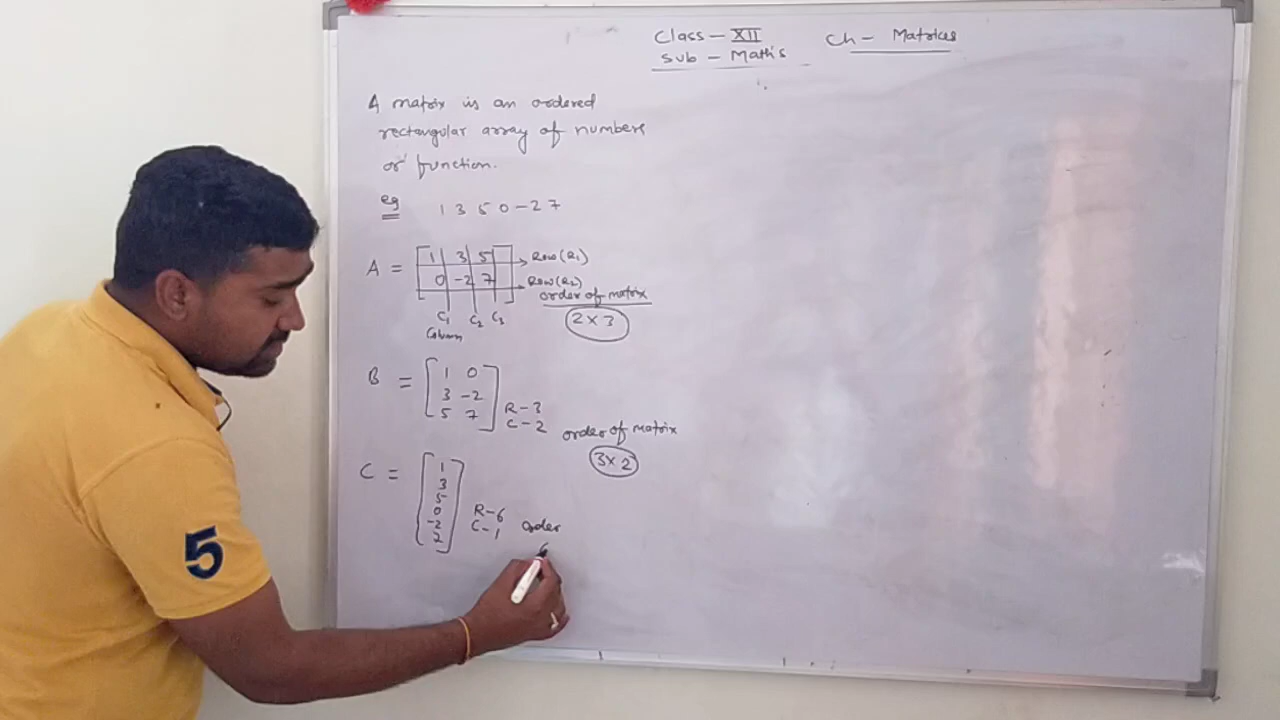 Class - XII Ch - Matrices
Sub - Math's
A matrix is an ordered
rectangular array of numbers
or function.
eg 1 3 5 0 -2 7
A = [ 1 3 5 ] → Row (R1)
[ 0 -2 7 ] → Row (R2)
C1 C2 C3
Column
order of matrix
2 x 3
B = [ 1 0 ]
[ 3 -2 ]
[ 5 7 ]
R - 3
C - 2
order of matrix
3 x 2
C = [ 1 ]
[ 3 ]
[ 5 ]
[ 0 ]
[ -2 ]
[ 7 ]
R - 6
C - 1
order
5